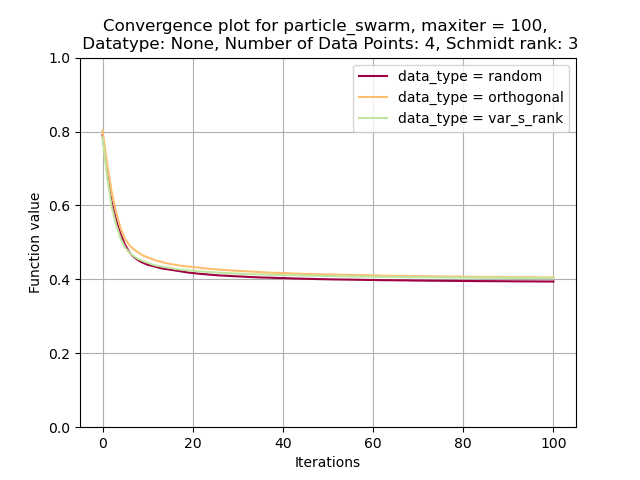 Convergence plot for particle_swarm, maxiter = 100,
Datatype: None, Number of Data Points: 4, Schmidt rank: 3
data_type = random
data_type = orthogonal
data_type = var_s_rank
Function value
1.0
0.8
0.6
0.4
0.2
0.0
0 20 40 60 80 100
Iterations